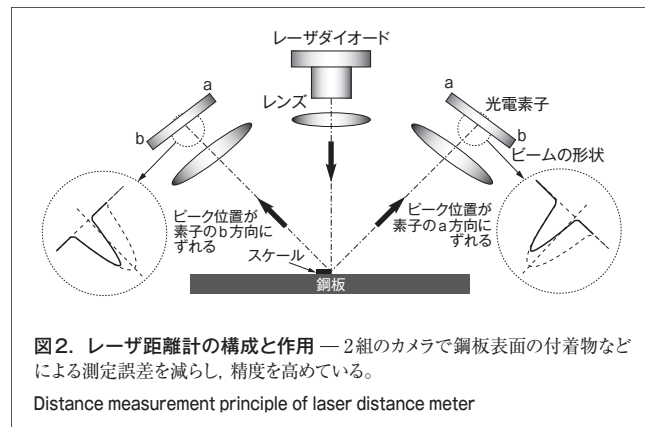 レーザダイオード
レンズ
a
b
a
光電素子
b
ビームの形状
ピーク位置が
素子のb方向に
ずれる
ピーク位置が
素子のa方向に
ずれる
スケール
鋼板
図2. レーザ距離計の構成と作用 — 2組のカメラで鋼板表面の付着物など
による測定誤差を減らし,精度を高めている。
Distance measurement principle of laser distance meter